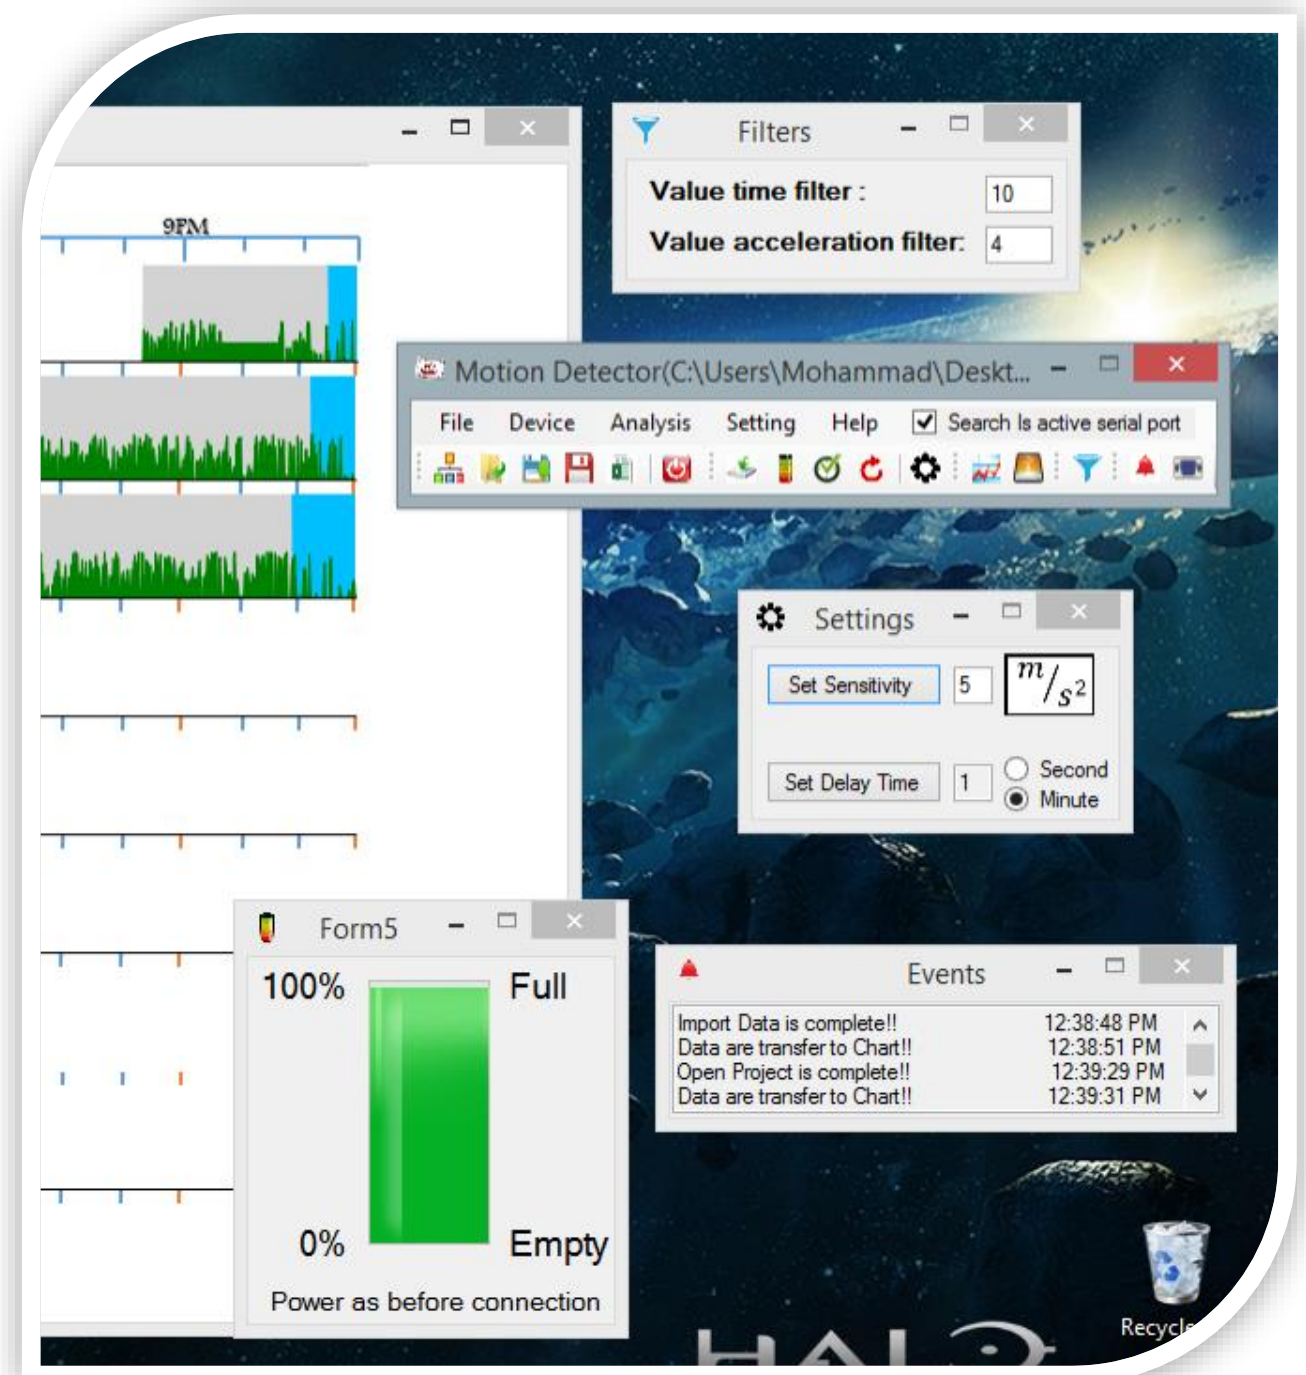 9PM
Filters
Value time filter : 10
Value acceleration filter: 4
Motion Detector(C:\Users\Mohammad\Deskt...
File Device Analysis Setting Help Search Is active serial port
Settings
Set Sensitivity 5 m/s²
Set Delay Time 1 Second
Minute
Form5
100% Full
0% Empty
Power as before connection
Events
Import Data is complete!! 12:38:48 PM
Data are transfer to Chart!! 12:38:51 PM
Open Project is complete!! 12:39:29 PM
Data are transfer to Chart!! 12:39:31 PM
Recycle
HALO